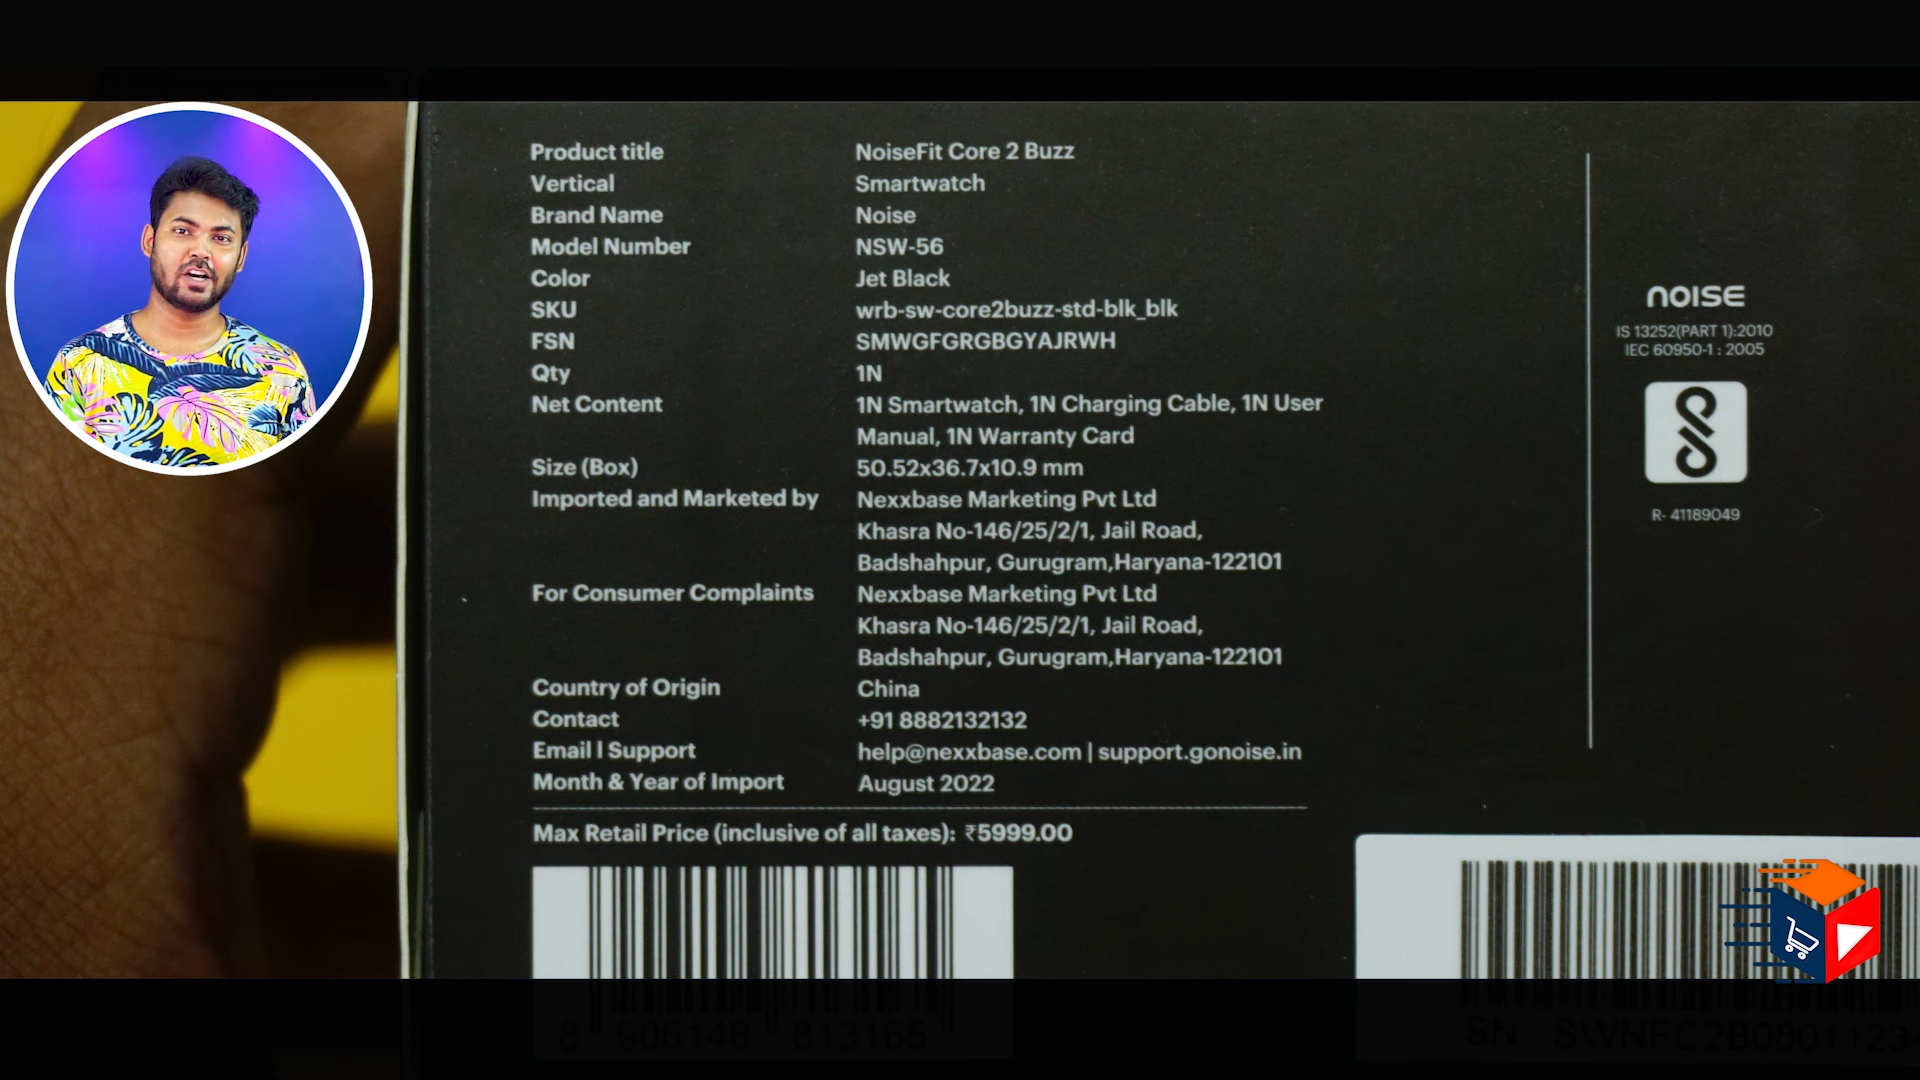 Product title NoiseFit Core 2 Buzz
Vertical Smartwatch
Brand Name Noise
Model Number NSW-56
Color Jet Black
SKU wrb-sw-core2buzz-std-blk_blk
FSN SMWGFGRGBGYAJRWH
Qty 1N
Net Content 1N Smartwatch, 1N Charging Cable, 1N User
Manual, 1N Warranty Card
Size (Box) 50.52x36.7x10.9 mm
Imported and Marketed by Nexxbase Marketing Pvt Ltd
Khasra No-146/25/2/1, Jail Road,
Badshahpur, Gurugram,Haryana-122101
For Consumer Complaints Nexxbase Marketing Pvt Ltd
Khasra No-146/25/2/1, Jail Road,
Badshahpur, Gurugram,Haryana-122101
Country of Origin China
Contact +91 8882132132
Email | Support help@nexxbase.com | support.gonoise.in
Month & Year of Import August 2022
Max Retail Price (inclusive of all taxes): ₹5999.00
8 906146 813165
NOISE
IS 13252(PART 1):2010
IEC 60950-1 : 2005
R- 41189049
SN